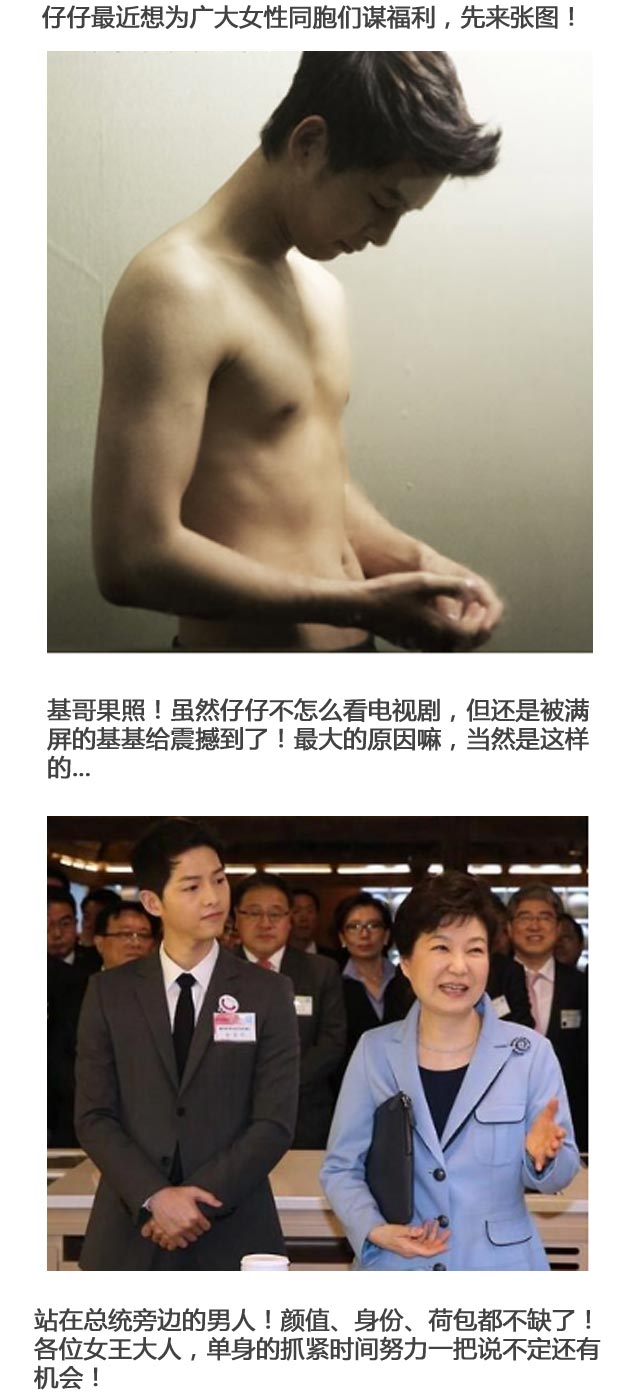 仔仔最近想为广大女性同胞们谋福利，先来张图！
基哥果照！虽然仔仔不怎么看电视剧，但还是被满
屏的基基给震撼到了！最大的原因嘛，当然是这样
的...
站在总统旁边的男人！颜值、身份、荷包都不缺了！
各位女王大人，单身的抓紧时间努力一把说不定还有
机会！